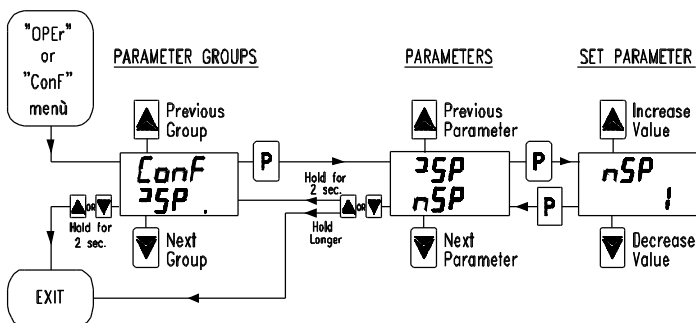 "OPEr"
or
"ConF"
menù
PARAMETER GROUPS
PARAMETERS
SET PARAMETER
Previous
Group
Previous
Parameter
Increase
Value
P
P
ConF
]SP .
Hold for
2 sec.
]SP
nSP
nSP
1
P
OR
Hold for
2 sec.
OR
Hold
Longer
Next
Group
Next
Parameter
Decrease
Value
EXIT